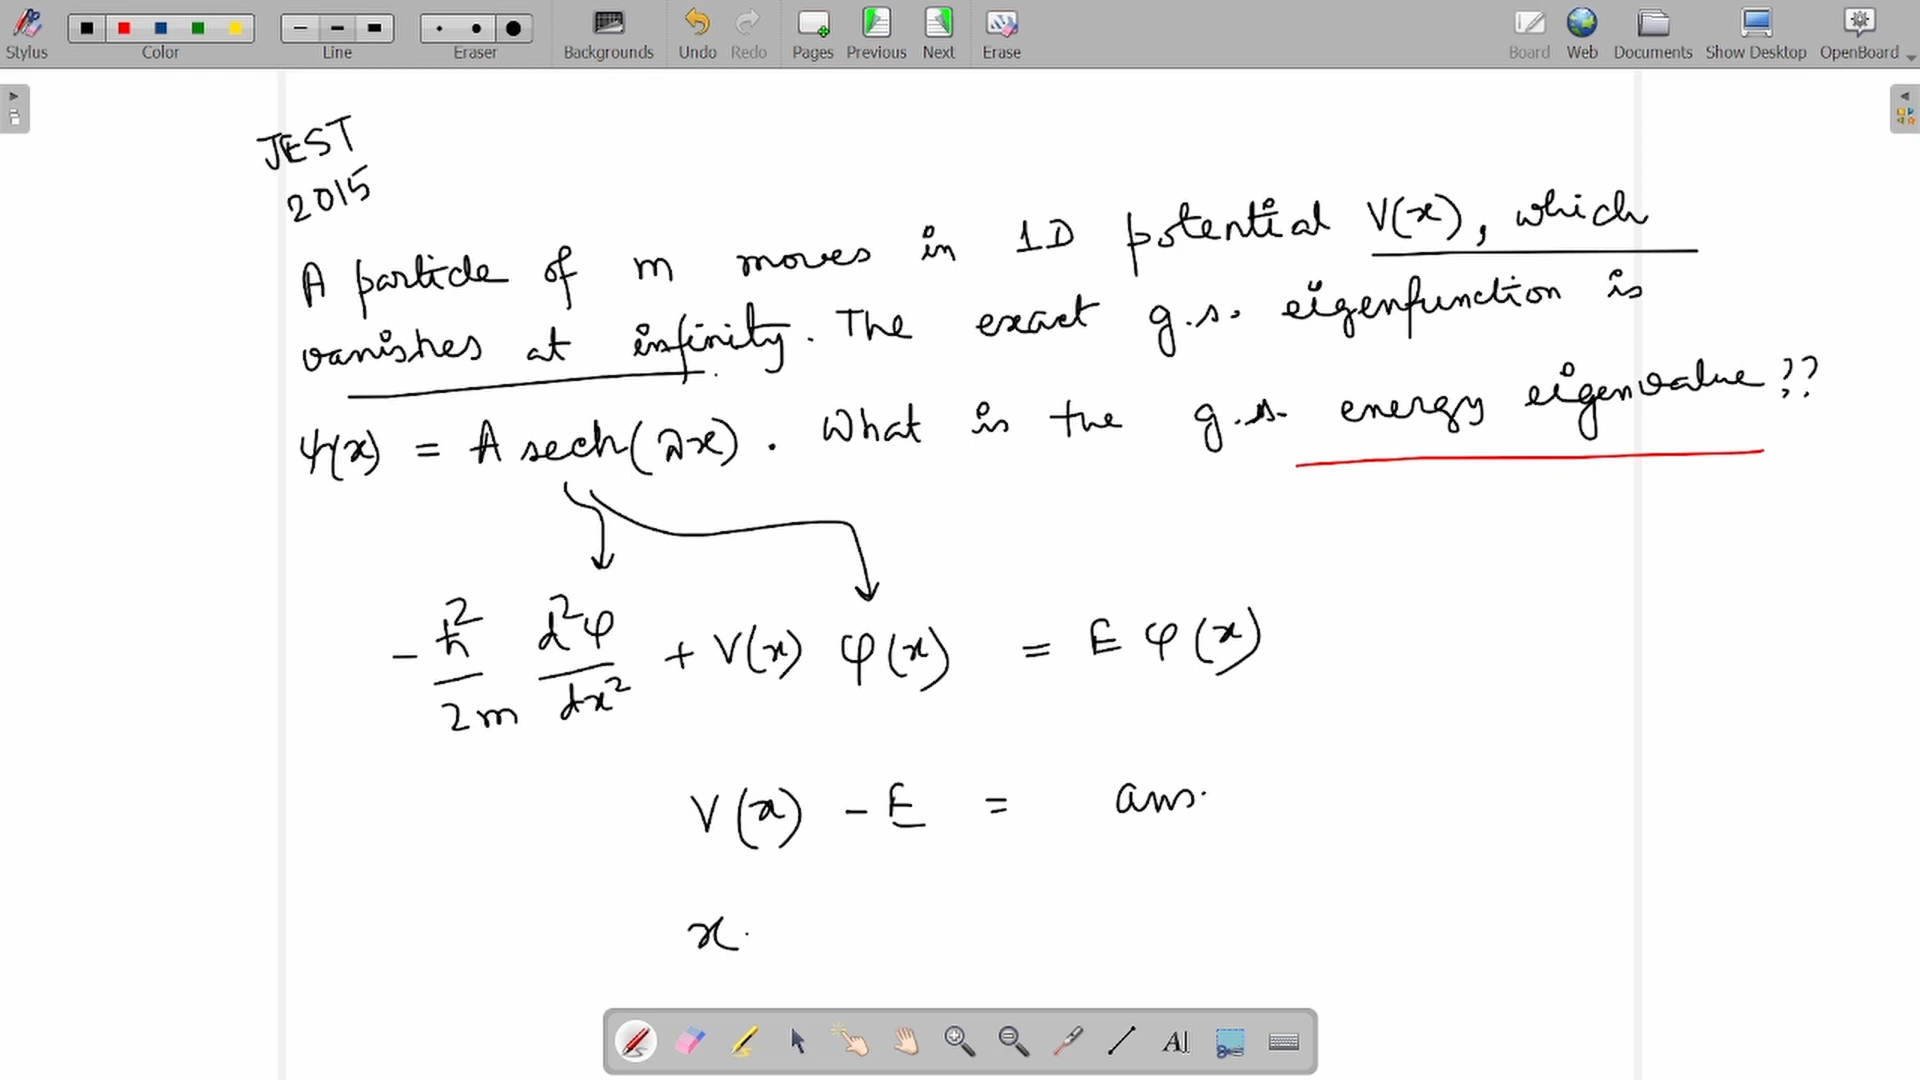 Stylus Color Line Eraser Backgrounds Undo Redo Pages Previous Next Erase Board Web Documents Show Desktop OpenBoard
JEST
2015
A particle of m moves in 1D potential V(x), which
vanishes at infinity. The exact g.s. eigenfunction is
ψ(x) = A sech(λx). What is the g.s. energy eigenvalue??
-ħ²/2m d²φ/dx² + V(x) φ(x) = E φ(x)
V(x) - E = ans.
x.
AI